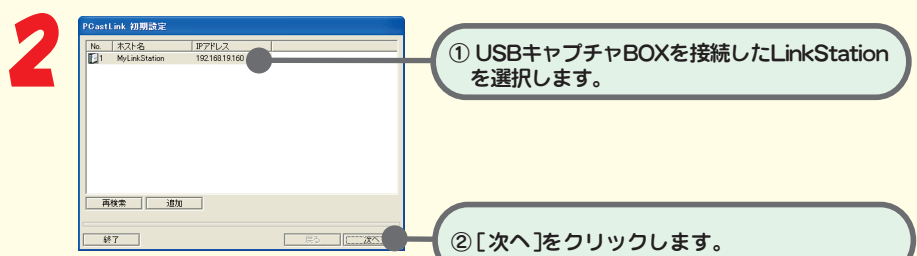 2
PCastLink 初期設定
No. ホスト名 IPアドレス
1 MyLinkStation 192.168.19.160
再検索 追加
終了 戻る 次へ
① USBキャプチャBOXを接続したLinkStation
を選択します。
②[次へ]をクリックします。